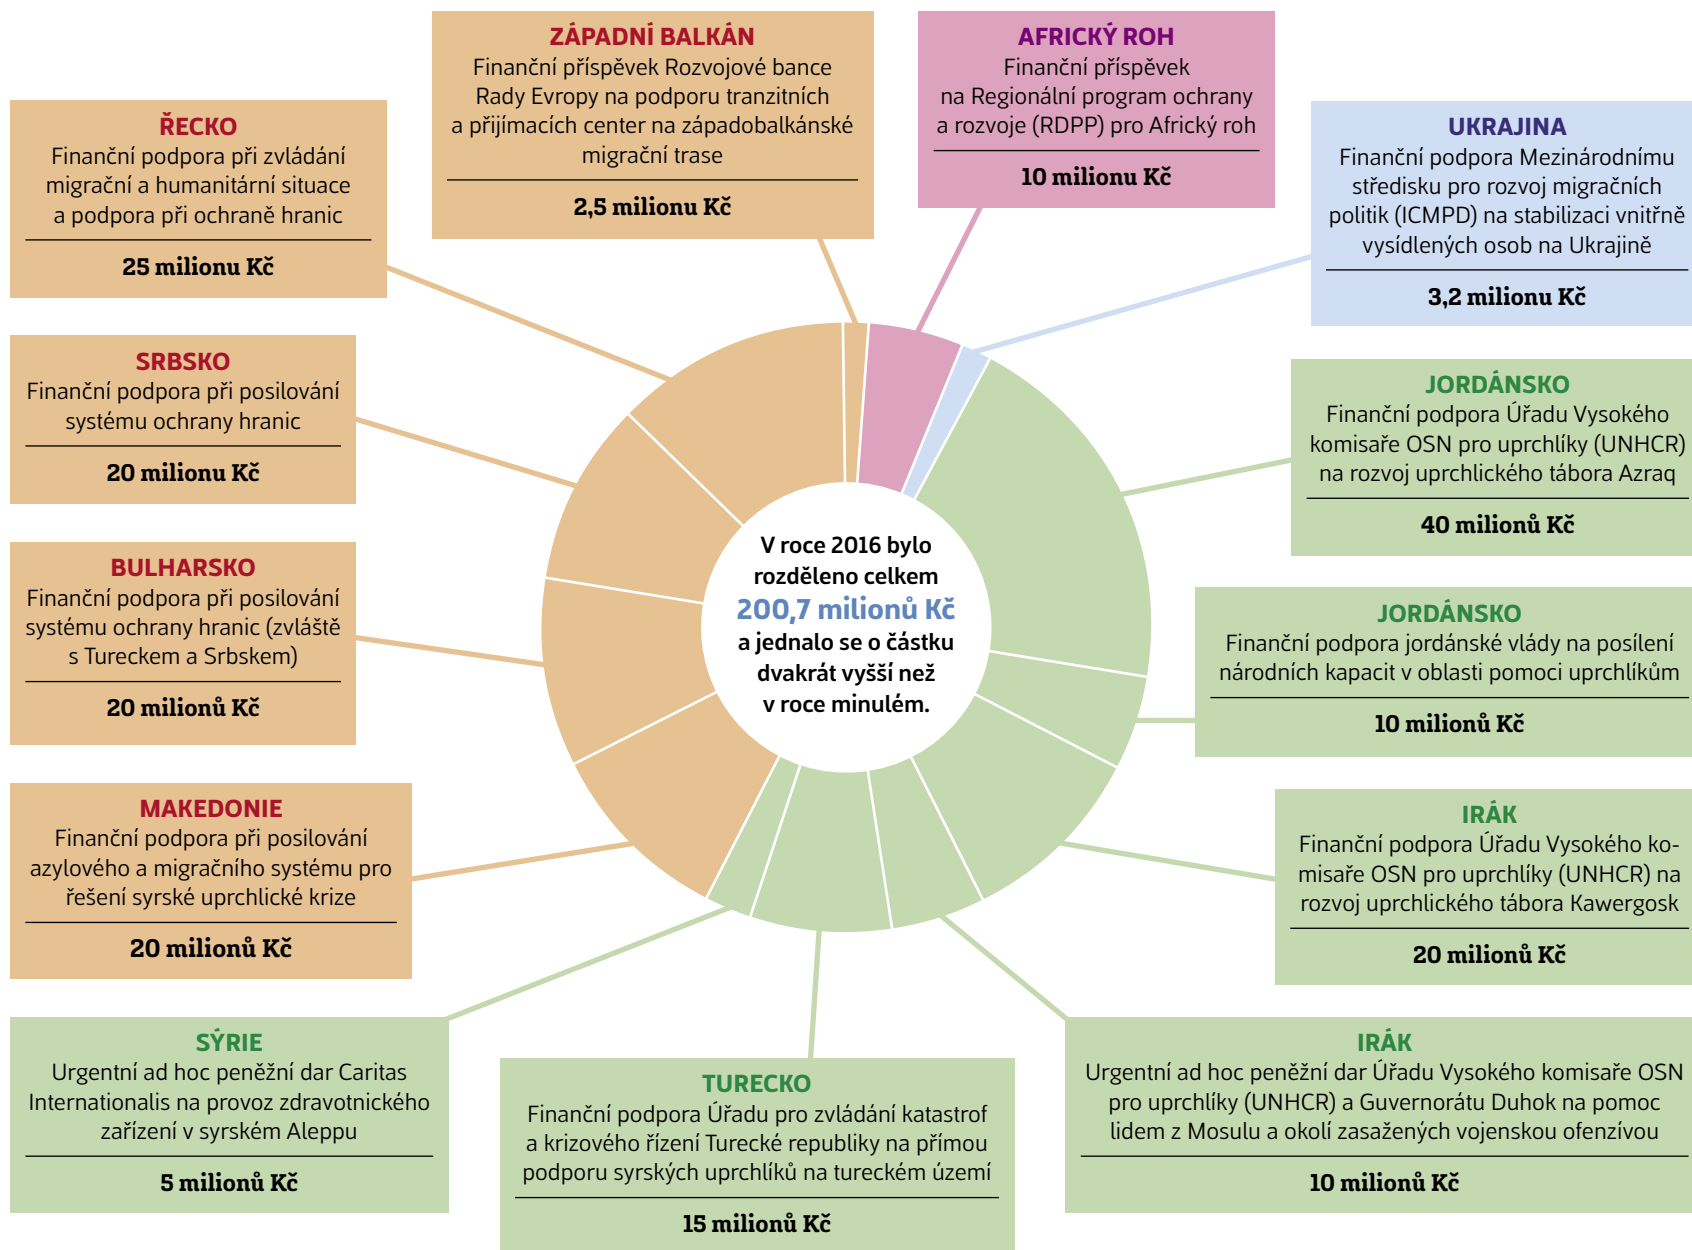 ZÁPADNÍ BALKÁN
Finanční příspěvek Rozvojové bance
Rady Evropy na podporu tranzitních
a přijímacích center na západobalkánské
migrační trase
2,5 milionu Kč
AFRICKÝ ROH
Finanční příspěvek
na Regionální program ochrany
a rozvoje (RDPP) pro Africký roh
10 milionu Kč
ŘECKO
Finanční podpora při zvládání
migrační a humanitární situace
a podpora při ochraně hranic
25 milionu Kč
UKRAJINA
Finanční podpora Mezinárodnímu
středisku pro rozvoj migračních
politik (ICMPD) na stabilizaci vnitřně
vysídlených osob na Ukrajině
3,2 milionu Kč
SRBSKO
Finanční podpora při posilování
systému ochrany hranic
20 milionu Kč
JORDÁNSKO
Finanční podpora Úřadu Vysokého
komisaře OSN pro uprchlíky (UNHCR)
na rozvoj uprchlického tábora Azraq
40 milionů Kč
BULHARSKO
Finanční podpora při posilování
systému ochrany hranic (zvláště
s Tureckem a Srbskem)
20 milionů Kč
V roce 2016 bylo
rozděleno celkem
200,7 milionů Kč
a jednalo se o částku
dvakrát vyšší než
v roce minulém.
JORDÁNSKO
Finanční podpora jordánské vlády na posílení
národních kapacit v oblasti pomoci uprchlíkům
10 milionů Kč
MAKEDONIE
Finanční podpora při posilování
azylového a migračního systému pro
řešení syrské uprchlické krize
20 milionů Kč
IRÁK
Finanční podpora Úřadu Vysokého ko-
misaře OSN pro uprchlíky (UNHCR) na
rozvoj uprchlického tábora Kawergosk
20 milionů Kč
SÝRIE
Urgentní ad hoc peněžní dar Caritas
Internationalis na provoz zdravotnického
zařízení v syrském Aleppu
5 milionů Kč
TURECKO
Finanční podpora Úřadu pro zvládání katastrof
a krizového řízení Turecké republiky na přímou
podporu syrských uprchlíků na tureckém území
15 milionů Kč
IRÁK
Urgentní ad hoc peněžní dar Úřadu Vysokého komisaře OSN
pro uprchlíky (UNHCR) a Guvernorátu Duhok na pomoc
lidem z Mosulu a okolí zasažených vojenskou ofenzívou
10 milionů Kč